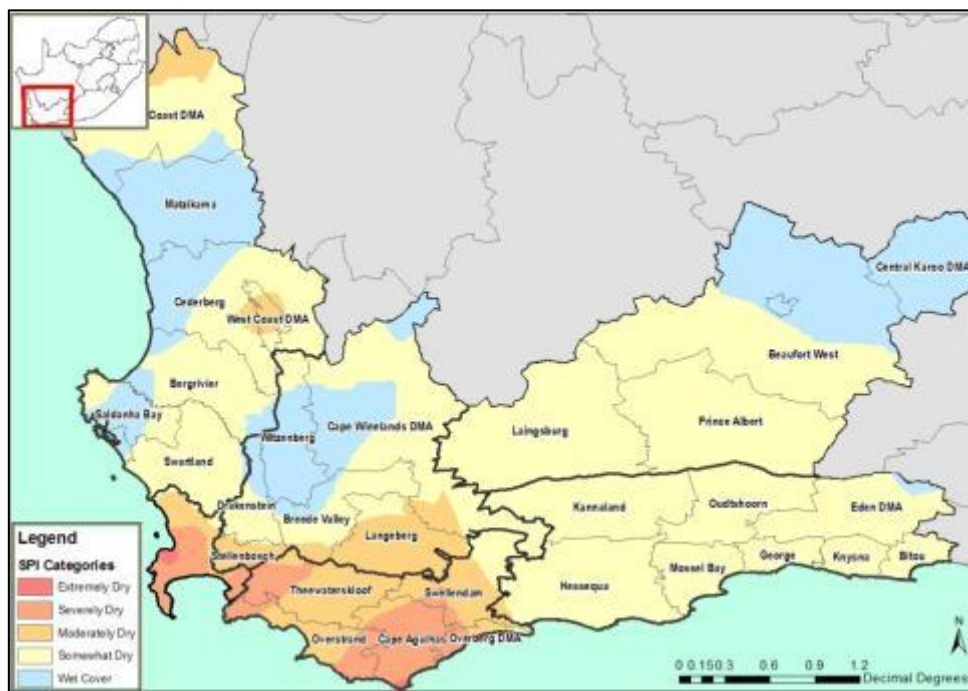 Coast DMA
Matzikama
Central Karoo DMA
Cederberg
West Coast DMA
Beaufort West
Bergrivier
Saldanha Bay
Witzenberg
Cape Winelands DMA
Prince Albert
Laingsburg
Swartland
Drakenstein
Breede Valley
Kannaland
Oudtshoorn
Eden DMA
Langeberg
Stellenbosch
George
Knysna
Bitou
Mossel Bay
Hessequa
Theewaterskloof
Swellendam
Overstrand
Cape Agulhas
Overberg DMA
Legend
SPI Categories
Extremely Dry
Severely Dry
Moderately Dry
Somewhat Dry
Wet Cover
N
0 0.15 0.3 0.6 0.9 1.2
Decimal Degrees